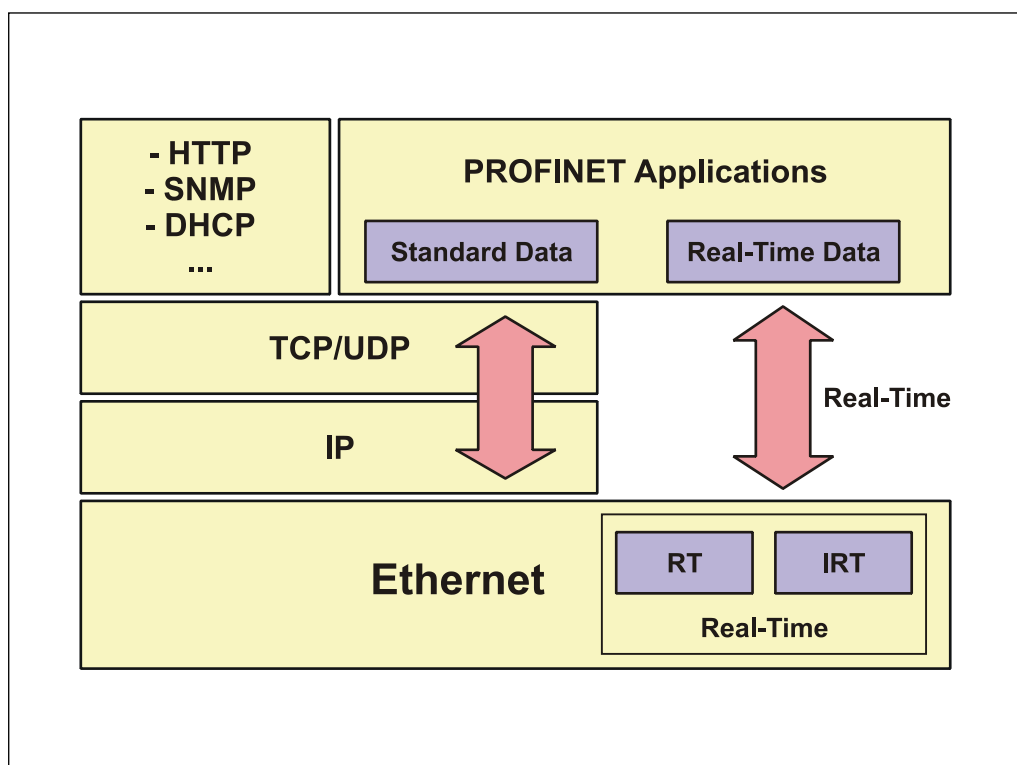 - HTTP
- SNMP
- DHCP
...
PROFINET Applications
Standard Data
Real-Time Data
TCP/UDP
Real-Time
IP
Ethernet
RT
IRT
Real-Time